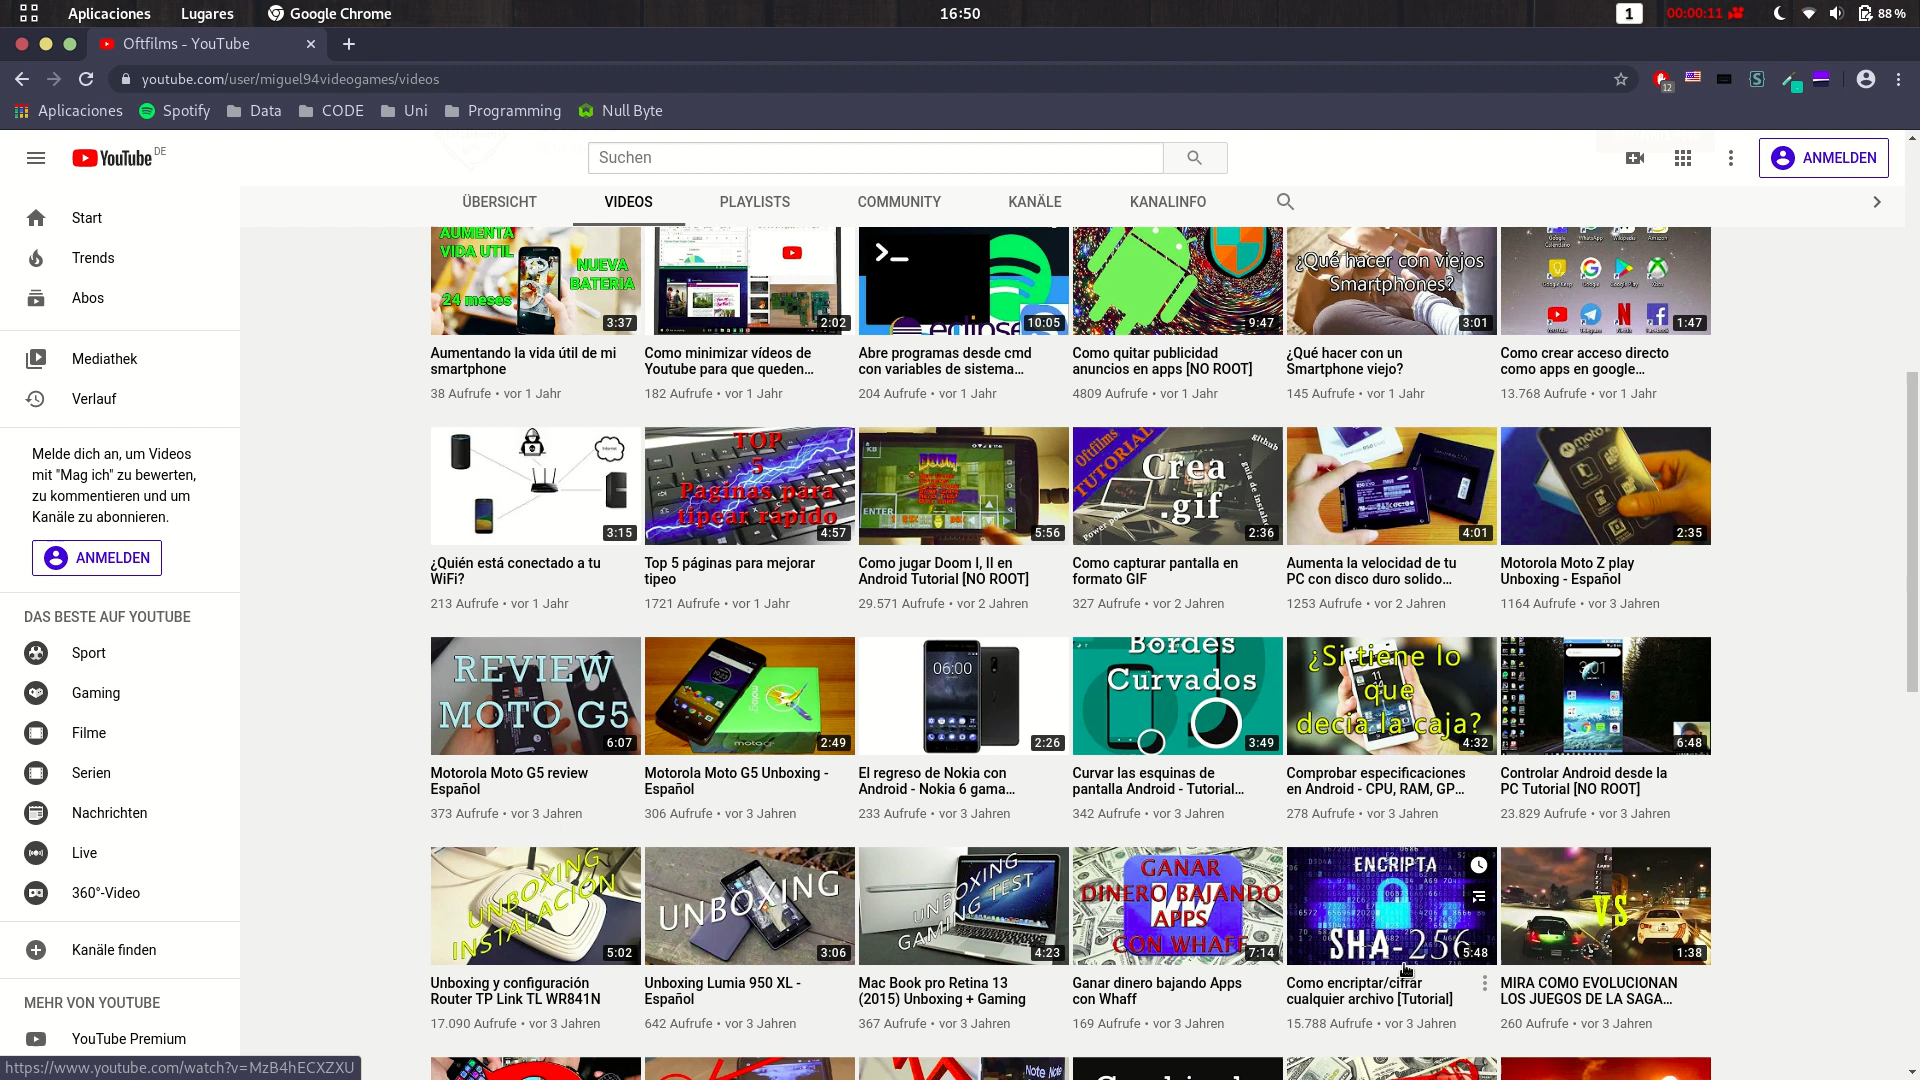 Aplicaciones Lugares Google Chrome 16:50 1 00:00:11 88 %
Oftfilms - YouTube
youtube.com/user/miguel94videogames/videos 12
Aplicaciones Spotify Data CODE Uni Programming Null Byte
YouTube DE Suchen ANMELDEN
ÜBERSICHT VIDEOS PLAYLISTS COMMUNITY KANÄLE KANALINFO
Start
Trends
Abos
Mediathek
Verlauf
Melde dich an, um Videos
mit "Mag ich" zu bewerten,
zu kommentieren und um
Kanäle zu abonnieren.
ANMELDEN
DAS BESTE AUF YOUTUBE
Sport
Gaming
Filme
Serien
Nachrichten
Live
360°-Video
Kanäle finden
MEHR VON YOUTUBE
YouTube Premium
https://www.youtube.com/watch?v=MzB4hECXZXU
AUMENTA
VIDA UTIL
NUEVA
BATERIA
24 meses
3:37
Aumentando la vida útil de mi
smartphone
38 Aufrufe • vor 1 Jahr
2:02
Como minimizar vídeos de
Youtube para que queden...
182 Aufrufe • vor 1 Jahr
eclipse
10:05
Abre programas desde cmd
con variables de sistema...
204 Aufrufe • vor 1 Jahr
9:47
Como quitar publicidad
anuncios en apps [NO ROOT]
4809 Aufrufe • vor 1 Jahr
¿Qué hacer con viejos
Smartphones?
3:01
¿Qué hacer con un
Smartphone viejo?
145 Aufrufe • vor 1 Jahr
1:47
Como crear acceso directo
como apps en google...
13.768 Aufrufe • vor 1 Jahr
3:15
¿Quién está conectado a tu
WiFi?
213 Aufrufe • vor 1 Jahr
TOP
5
Paginas para
tipear rapido
4:57
Top 5 páginas para mejorar
tipeo
1721 Aufrufe • vor 1 Jahr
KB
ENTER
5:56
Como jugar Doom I, II en
Android Tutorial [NO ROOT]
29.571 Aufrufe • vor 2 Jahren
Oftfilms
TUTORIAL
github
Crea
.gif
guia de instalac
Power point
2:36
Como capturar pantalla en
formato GIF
327 Aufrufe • vor 2 Jahren
4:01
Aumenta la velocidad de tu
PC con disco duro solido...
1253 Aufrufe • vor 2 Jahren
2:35
Motorola Moto Z play
Unboxing - Español
1164 Aufrufe • vor 3 Jahren
REVIEW
MOTO G5
6:07
Motorola Moto G5 review
Español
373 Aufrufe • vor 3 Jahren
2:49
Motorola Moto G5 Unboxing -
Español
306 Aufrufe • vor 3 Jahren
06:00
2:26
El regreso de Nokia con
Android - Nokia 6 gama...
233 Aufrufe • vor 3 Jahren
Bordes
Curvados
3:49
Curvar las esquinas de
pantalla Android - Tutorial...
342 Aufrufe • vor 3 Jahren
¿Si tiene lo
que
decia la caja?
4:32
Comprobar especificaciones
en Android - CPU, RAM, GP...
278 Aufrufe • vor 3 Jahren
6:48
Controlar Android desde la
PC Tutorial [NO ROOT]
23.829 Aufrufe • vor 3 Jahren
UNBOXING
INSTALACION
5:02
Unboxing y configuración
Router TP Link TL WR841N
17.090 Aufrufe • vor 3 Jahren
UNBOXING
3:06
Unboxing Lumia 950 XL -
Español
642 Aufrufe • vor 3 Jahren
UNBOXING
GAMING TEST
4:23
Mac Book pro Retina 13
(2015) Unboxing + Gaming
367 Aufrufe • vor 3 Jahren
GANAR
DINERO BAJANDO
APPS
CON WHAFF
7:14
Ganar dinero bajando Apps
con Whaff
169 Aufrufe • vor 3 Jahren
ENCRIPTA
SHA-256
5:48
Como encriptar/cifrar
cualquier archivo [Tutorial]
15.788 Aufrufe • vor 3 Jahren
VS
1:38
MIRA COMO EVOLUCIONAN
LOS JUEGOS DE LA SAGA...
260 Aufrufe • vor 3 Jahren
Note Note